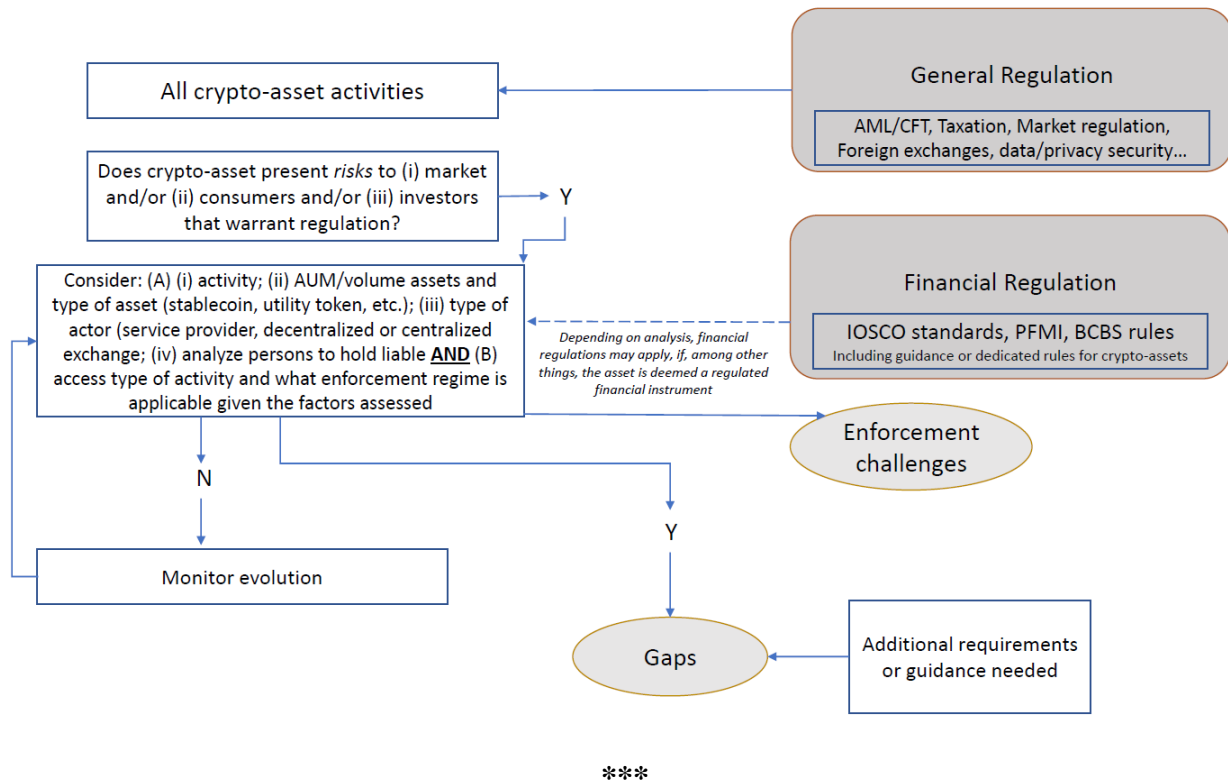 All crypto-asset activities
General Regulation
AML/CFT, Taxation, Market regulation,
Foreign exchanges, data/privacy security...
Does crypto-asset present risks to (i) market
and/or (ii) consumers and/or (iii) investors
that warrant regulation?
Y
Financial Regulation
IOSCO standards, PFMI, BCBS rules
Including guidance or dedicated rules for crypto-assets
Consider: (A) (i) activity; (ii) AUM/volume assets and
type of asset (stablecoin, utility token, etc.); (iii) type of
actor (service provider, decentralized or centralized
exchange; (iv) analyze persons to hold liable AND (B)
access type of activity and what enforcement regime is
applicable given the factors assessed
Depending on analysis, financial
regulations may apply, if, among other
things, the asset is deemed a regulated
financial instrument
Enforcement
challenges
N
Y
Monitor evolution
Gaps
Additional requirements
or guidance needed
***